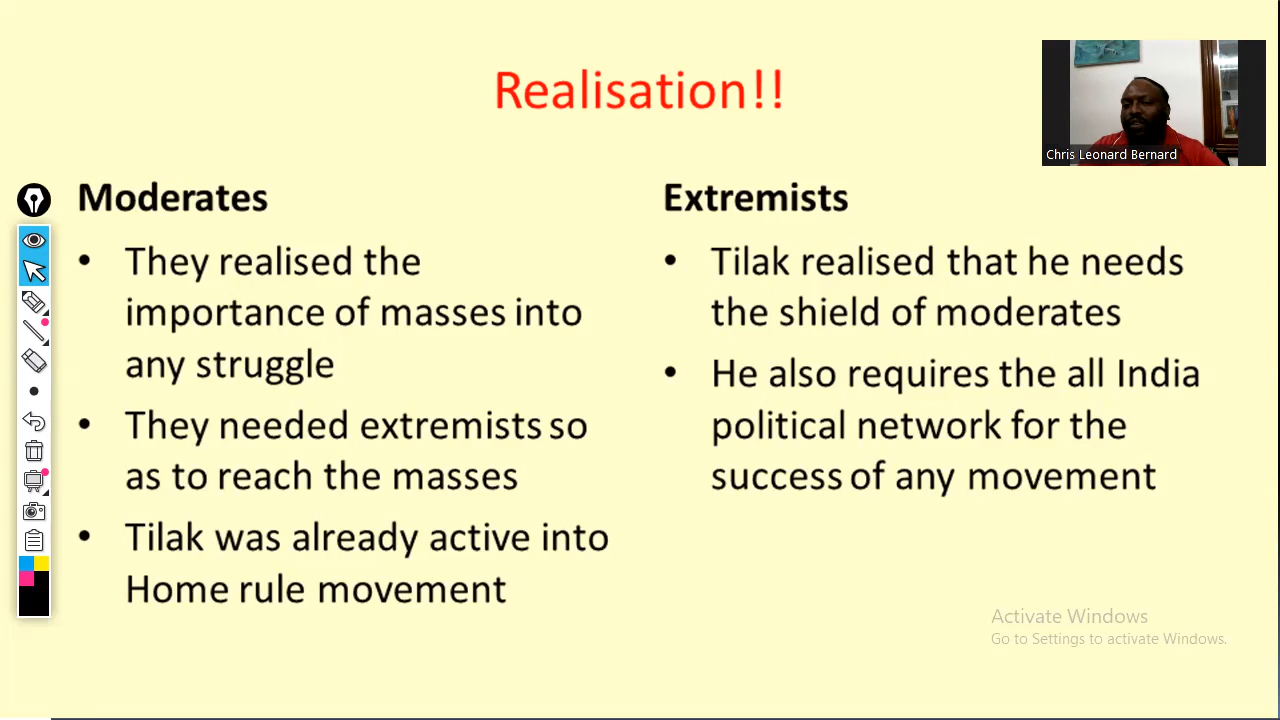 Realisation!!
Chris Leonard Bernard
Moderates
• They realised the
importance of masses into
any struggle
• They needed extremists so
as to reach the masses
• Tilak was already active into
Home rule movement
Extremists
• Tilak realised that he needs
the shield of moderates
• He also requires the all India
political network for the
success of any movement
Activate Windows
Go to Settings to activate Windows.